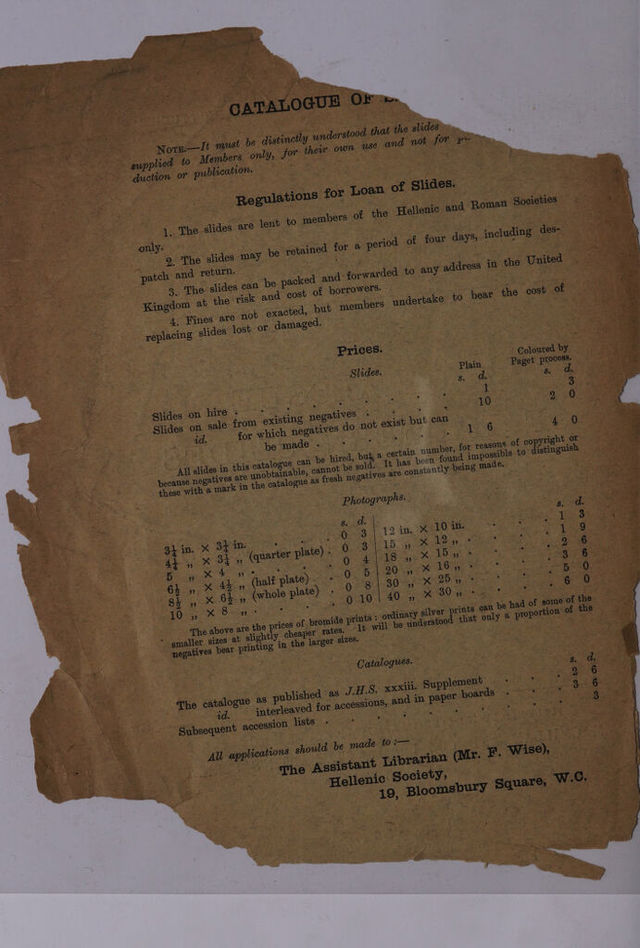 CATALOGUE OF
NOTE.—It must be distinctly understood that the slides
supplied to Members only, for their own use and not for
duction or publication.
Regulations for Loan of Slides.
1. The slides are lent to members of the Hellenic and Roman Societies
only.
2. The slides may be retained for a period of four days, including des-
patch and return.
3. The slides can be packed and forwarded to any address in the United
Kingdom at the risk and cost of borrowers.
4. Fines are not exacted, but members undertake to bear the cost of
replacing slides lost or damaged.
Prices.
Slides. Plain Coloured by
Paget process.
s. d. s. d.
Slides on hire . . . . . . 1 3
Slides on sale from existing negatives . . . . 10 2 0
id. for which negatives do not exist but can
be made . . . . . 1 6 4 0
All slides in this catalogue can be hired, but a certain number, for reasons of copyright or
because negatives are unobtainable, cannot be sold. It has been found impossible to distinguish
these with a mark in the catalogue as fresh negatives are constantly being made.
Photographs.
s. d. s. d.
3¼ in. × 3¼ in. . . 0 3 12 in. × 10 in. . . . 1 3
4¼ „ × 3¼ „ (quarter plate) . 0 3 15 „ × 12 „ . . . 1 9
5 „ × 4 „ . . 0 4 18 „ × 15 „ . . . 2 6
6½ „ × 4½ „ (half plate) . 0 5 20 „ × 16 „ . . . 3 6
8½ „ × 6½ „ (whole plate) . 0 8 30 „ × 25 „ . . . 5 0
10 „ × 8 „ . . 0 10 40 „ × 30 „ . . . 6 0
The above are the prices of bromide prints: ordinary silver prints can be had of some of the
smaller sizes at slightly cheaper rates. It will be understood that only a proportion of the
negatives bear printing in the larger sizes.
Catalogues.
s. d.
The catalogue as published as J.H.S. xxxiii. Supplement . . . 2 6
id. interleaved for accessions, and in paper boards . . . 3 6
Subsequent accession lists . . . . . . 3
All applications should be made to:—
The Assistant Librarian (Mr. F. Wise),
Hellenic Society,
19, Bloomsbury Square, W.C.